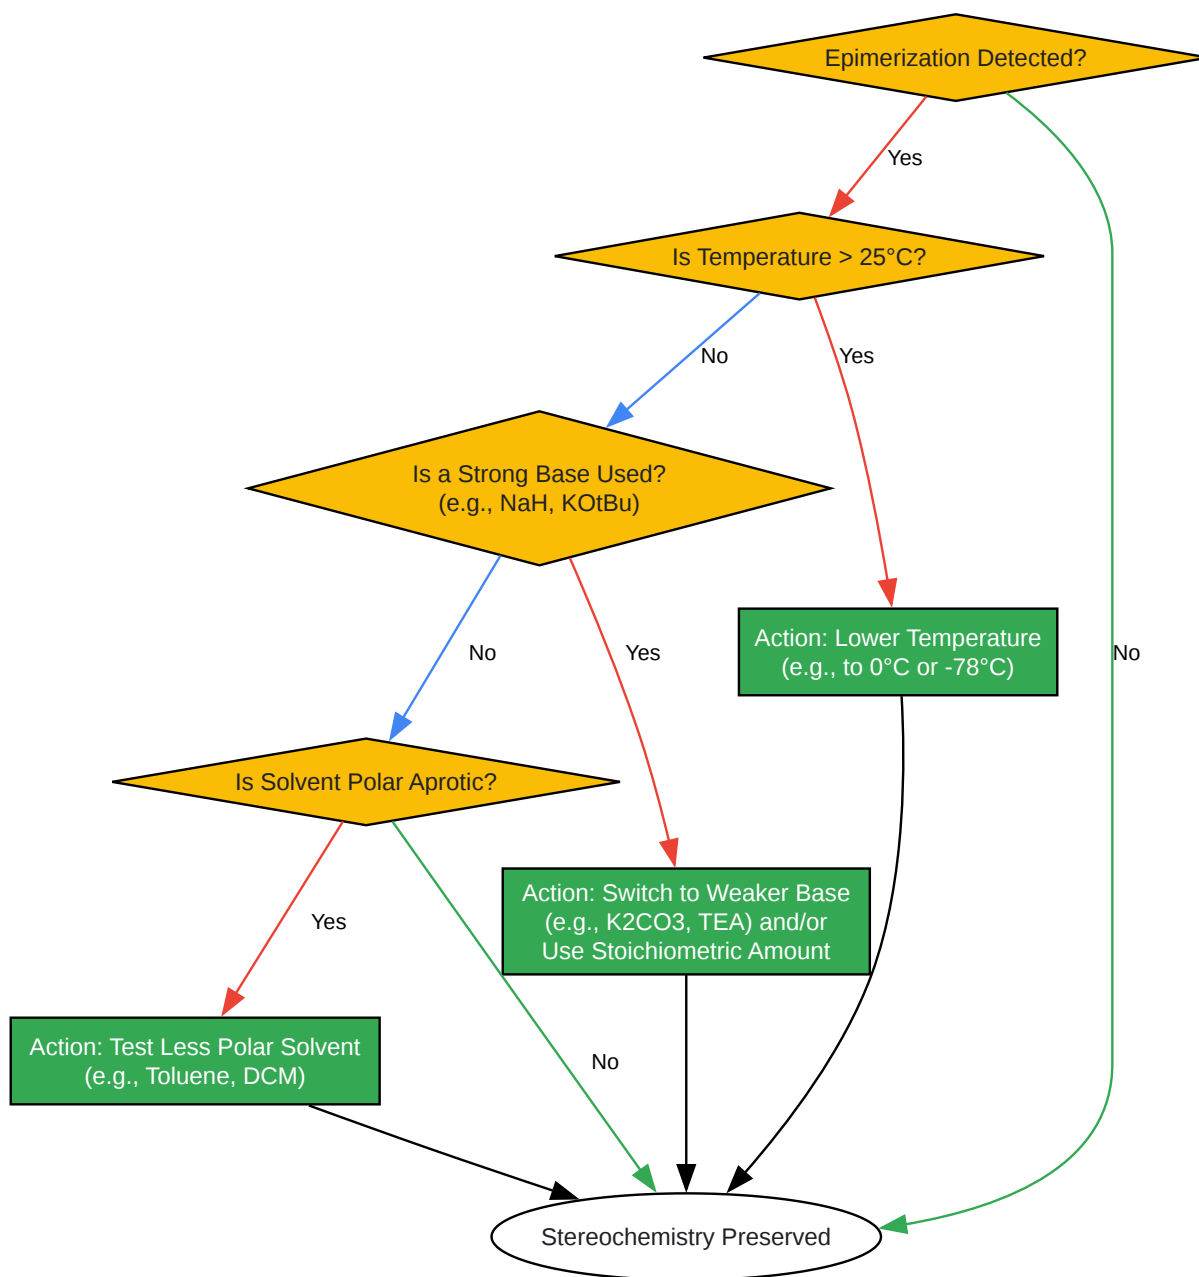 Epimerization Detected?
Yes
Is Temperature > 25°C?
No
Yes
Is a Strong Base Used?
(e.g., NaH, KOtBu)
Action: Lower Temperature
(e.g., to 0°C or -78°C)
No
Yes
No
Is Solvent Polar Aprotic?
Action: Switch to Weaker Base
(e.g., K2CO3, TEA) and/or
Use Stoichiometric Amount
Yes
Action: Test Less Polar Solvent
(e.g., Toluene, DCM)
No
Stereochemistry Preserved